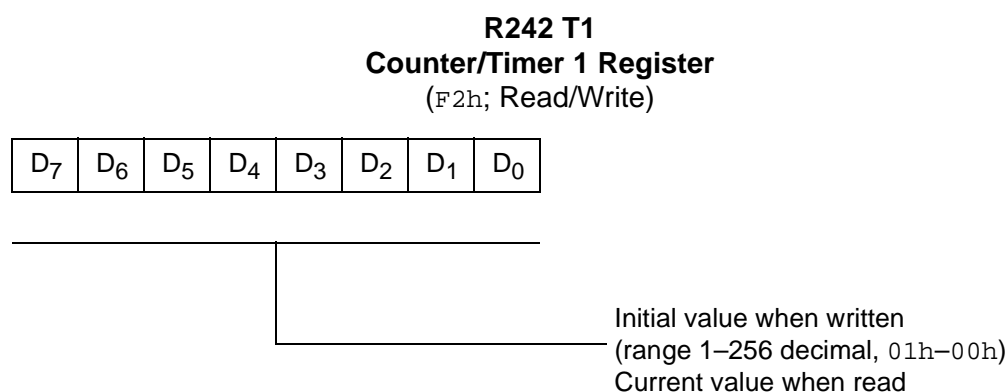 R242 T1
Counter/Timer 1 Register
(F2h; Read/Write)
D7 D6 D5 D4 D3 D2 D1 D0
Initial value when written
(range 1–256 decimal, 01h–00h)
Current value when read